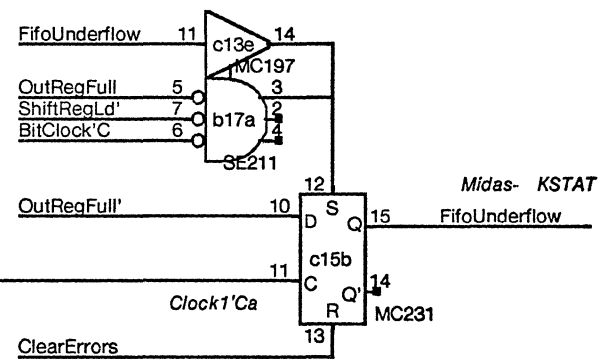 FifoUnderflow 11 c13e 14
MC197
OutRegFull 5 3
ShiftRegLd' 7 b17a 2
BitClock'C 6 4
SE211
12 Midas- KSTAT
OutRegFull' 10 D S Q 15 FifoUnderflow
c15b
11 C Q' 14
Clock1'Ca R MC231
13
ClearErrors